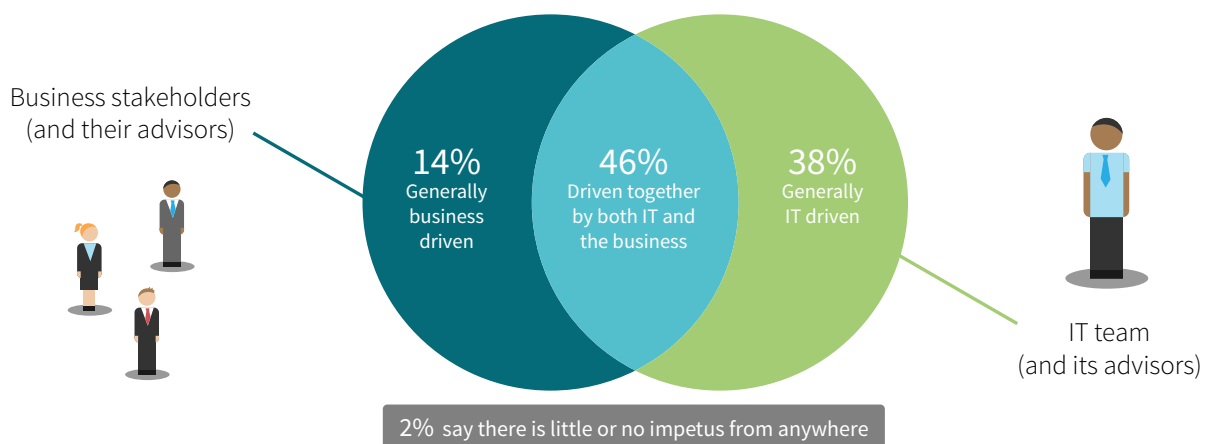 Business stakeholders
(and their advisors)
14%
Generally
business
driven
46%
Driven together
by both IT and
the business
38%
Generally
IT driven
IT team
(and its advisors)
2% say there is little or no impetus from anywhere